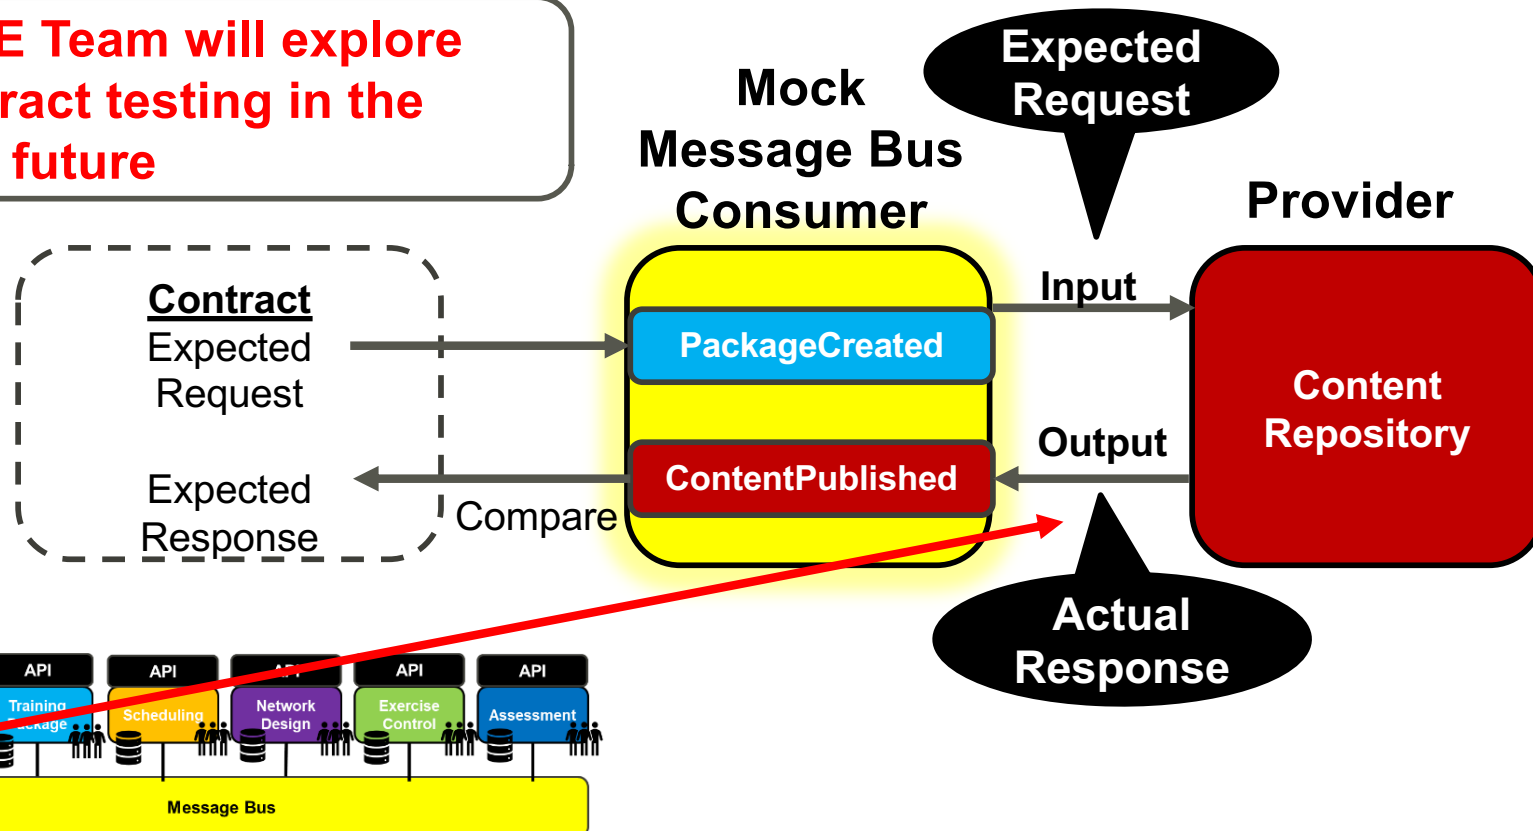 E Team will explore
ract testing in the
future
Mock
Message Bus
Consumer
Expected
Request
Provider
Contract
Expected
Request
Expected
Response
PackageCreated
ContentPublished
Compare
Input
Output
Content
Repository
Actual
Response
API
API
API
API
API
Training
Package
Scheduling
Network
Design
Exercise
Control
Assessment
Message Bus